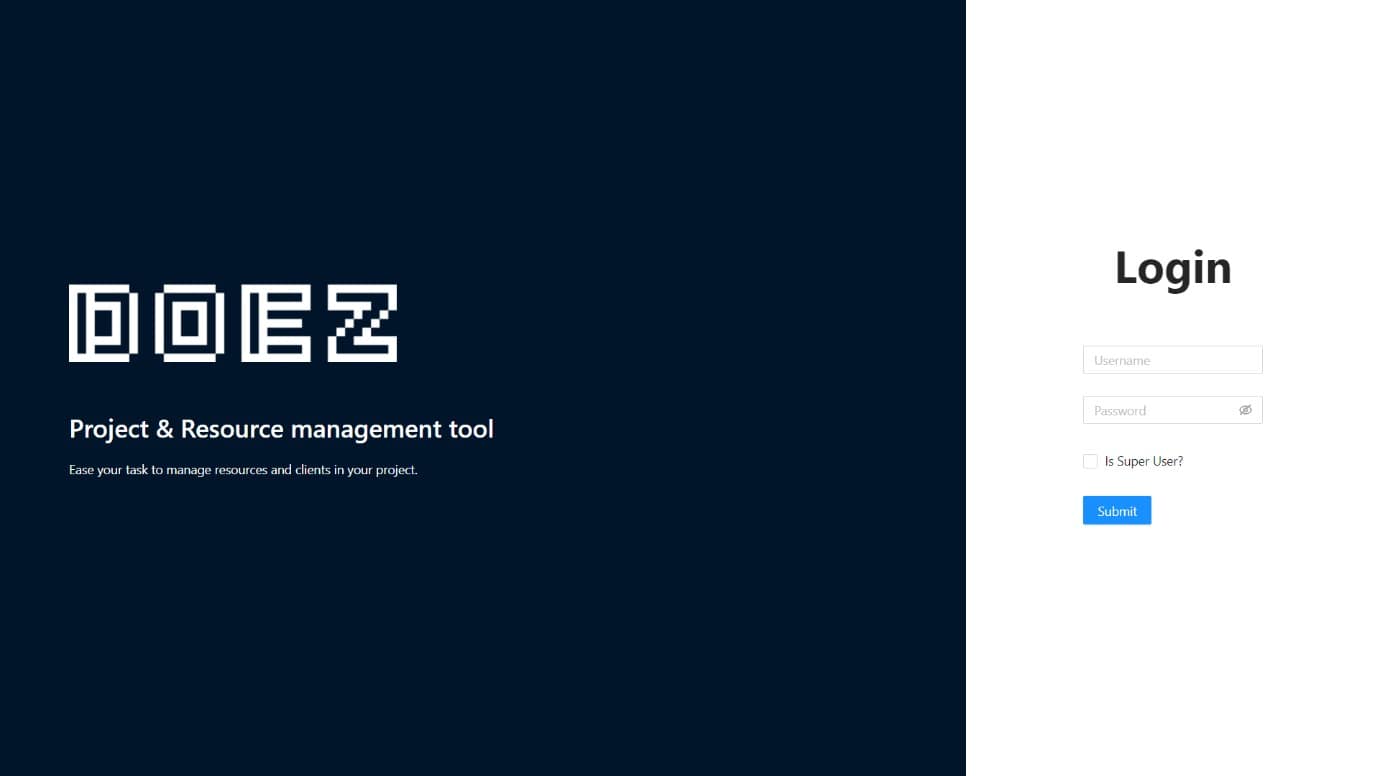 DOEZ
Project & Resource management tool
Ease your task to manage resources and clients in your project.
Login
Username
Password
Is Super User?
Submit